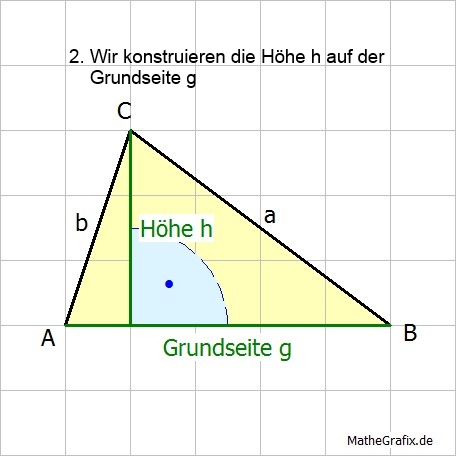 2. Wir konstruieren die Höhe h auf der
Grundseite g
C
b
a
Höhe h
A
B
Grundseite g
MatheGrafix.de